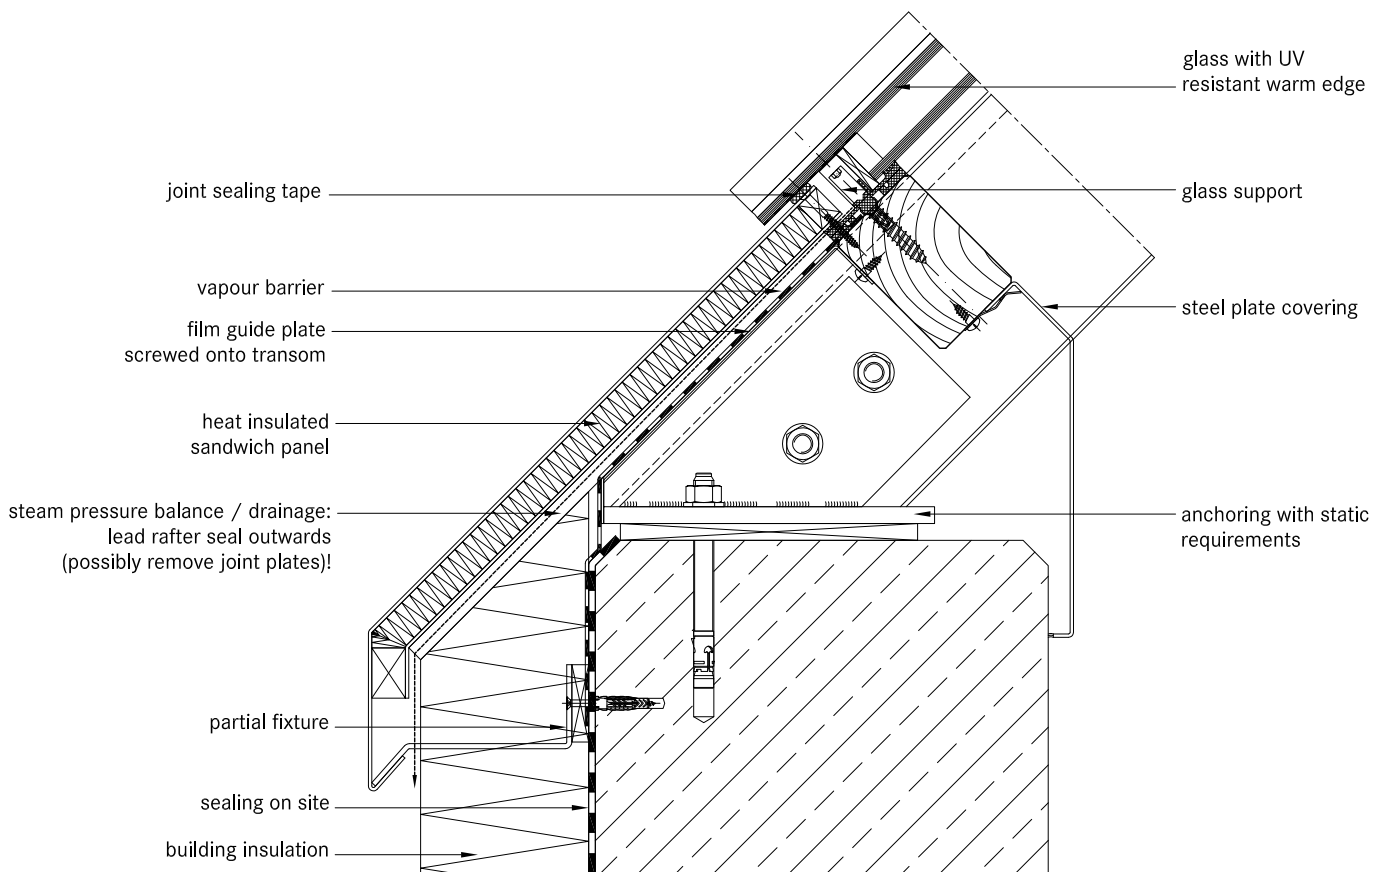 glass with UV
resistant warm edge
joint sealing tape
glass support
vapour barrier
steel plate covering
film guide plate
screwed onto transom
heat insulated
sandwich panel
steam pressure balance / drainage:
lead rafter seal outwards
(possibly remove joint plates)!
anchoring with static
requirements
partial fixture
sealing on site
building insulation